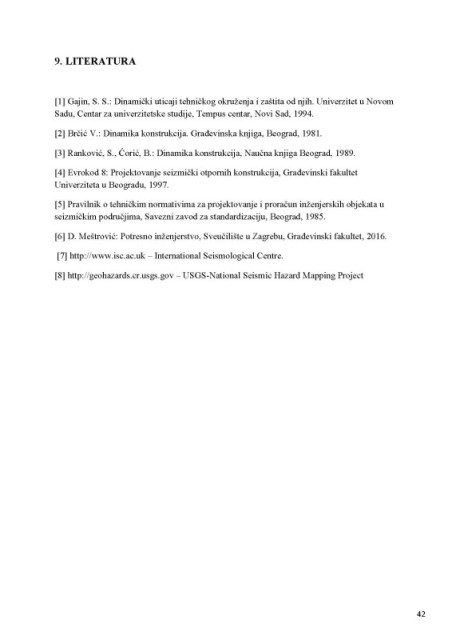 9. LITERATURA
[1] Gajin, S. S.: Dinamički uticaji tehničkog okruženja i zaštita od njih. Univerzitet u Novom
Sadu, Centar za univerzitetske studije, Tempus centar, Novi Sad, 1994.
[2] Brčić V.: Dinamika konstrukcija. Građevinska knjiga, Beograd, 1981.
[3] Ranković, S., Ćorić, B.: Dinamika konstrukcija, Naučna knjiga Beograd, 1989.
[4] Evrokod 8: Projektovanje seizmički otpornih konstrukcija, Građevinski fakultet
Univerziteta u Beogradu, 1997.
[5] Pravilnik o tehničkim normativima za projektovanje i proračun inženjerskih objekata u
seizmičkim područjima, Savezni zavod za standardizaciju, Beograd, 1985.
[6] D. Meštrović: Potresno inženjerstvo, Sveučilište u Zagrebu, Građevinski fakultet, 2016.
[7] http://www.isc.ac.uk – International Seismological Centre.
[8] http://geohazards.cr.usgs.gov – USGS-National Seismic Hazard Mapping Project
42